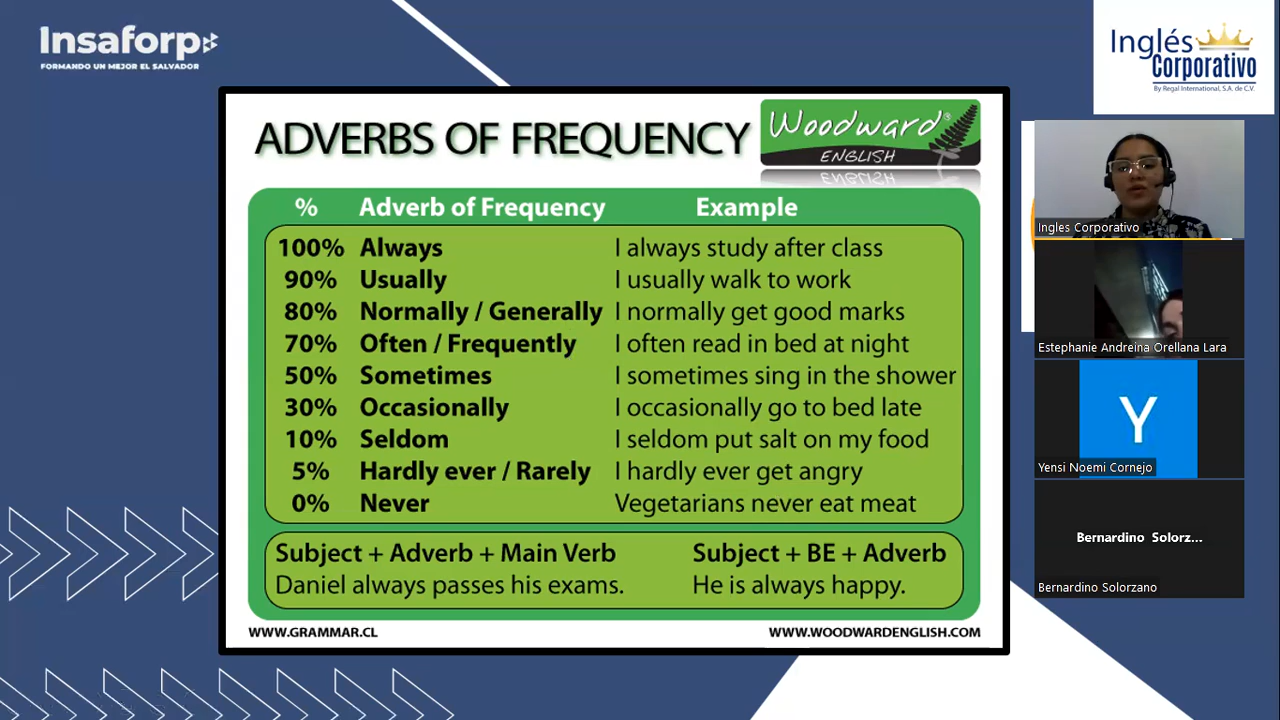 Insaforp
FORMANDO UN MEJOR EL SALVADOR
Inglés
Corporativo
By Regal International, S.A. de C.V.
ADVERBS OF FREQUENCY
Woodward®
ENGLISH
% Adverb of Frequency Example
100% Always I always study after class
90% Usually I usually walk to work
80% Normally / Generally I normally get good marks
70% Often / Frequently I often read in bed at night
50% Sometimes I sometimes sing in the shower
30% Occasionally I occasionally go to bed late
10% Seldom I seldom put salt on my food
5% Hardly ever / Rarely I hardly ever get angry
0% Never Vegetarians never eat meat
Subject + Adverb + Main Verb Subject + BE + Adverb
Daniel always passes his exams. He is always happy.
WWW.GRAMMAR.CL WWW.WOODWARDENGLISH.COM
Ingles Corporativo
Estephanie Andreina Orellana Lara
Y
Yensi Noemi Cornejo
Bernardino Solorz...
Bernardino Solorzano